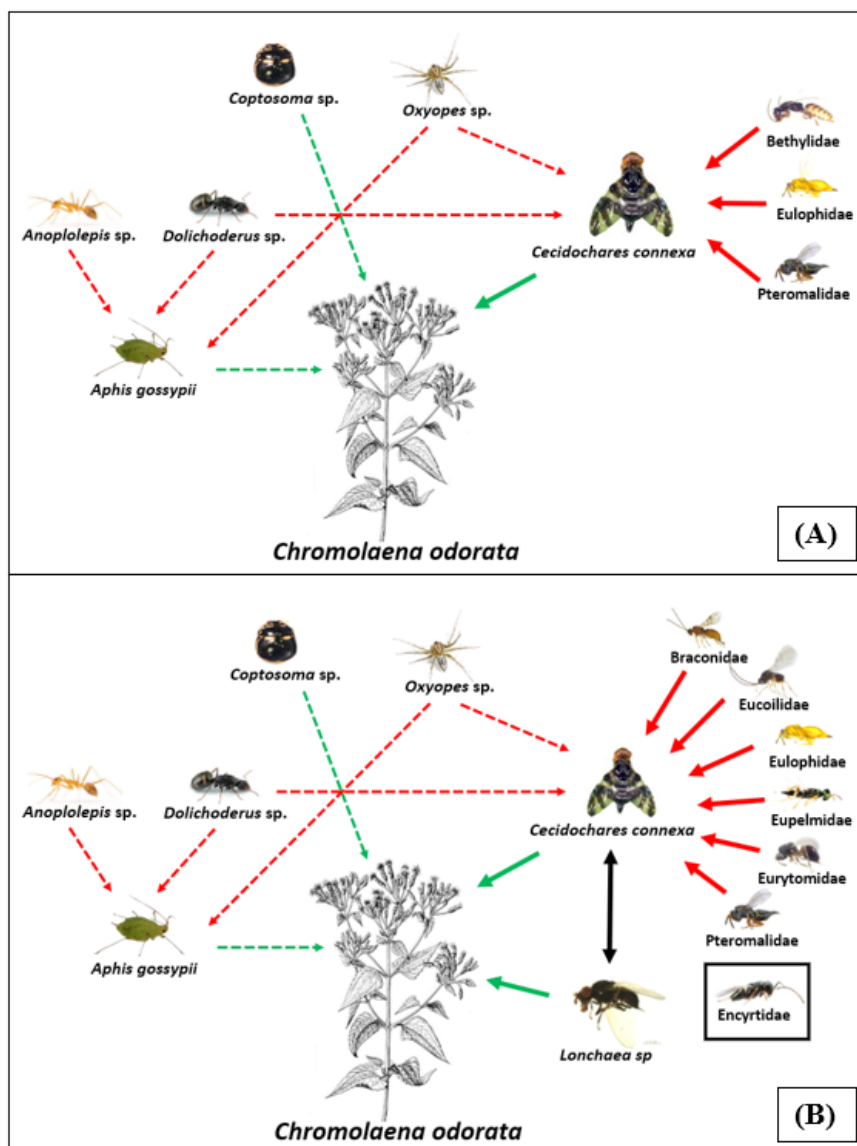 Coptosoma sp.
Oxyopes sp.
Bethylidae
Anoplolepis sp.
Dolichoderus sp.
Eulophidae
Cecidochares connexa
Pteromalidae
Aphis gossypii
(A)
Chromolaena odorata
Braconidae
Coptosoma sp.
Oxyopes sp.
Eucoilidae
Eulophidae
Anoplolepis sp.
Dolichoderus sp.
Eupelmidae
Cecidochares connexa
Eurytomidae
Pteromalidae
Aphis gossypii
Encyrtidae
Lonchaea sp
(B)
Chromolaena odorata